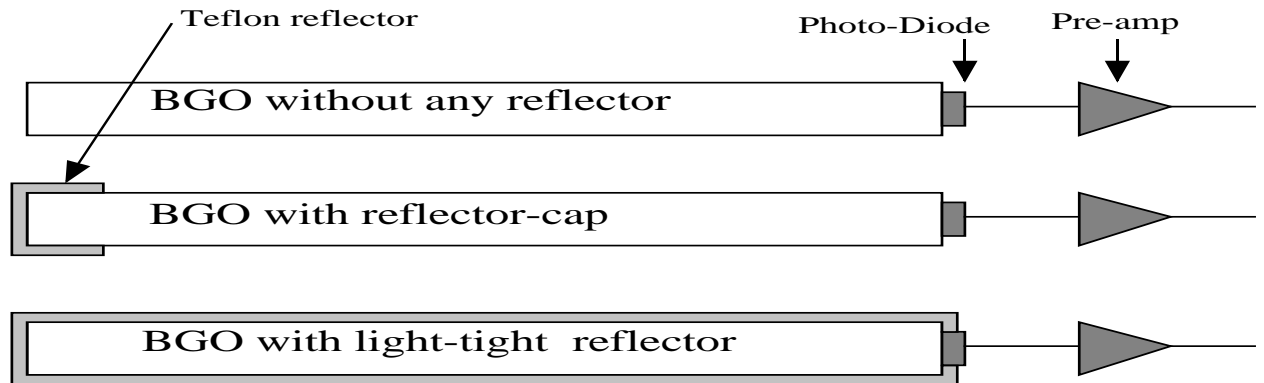 Teflon reflector
Photo-Diode
Pre-amp
BGO without any reflector
BGO with reflector-cap
BGO with light-tight reflector